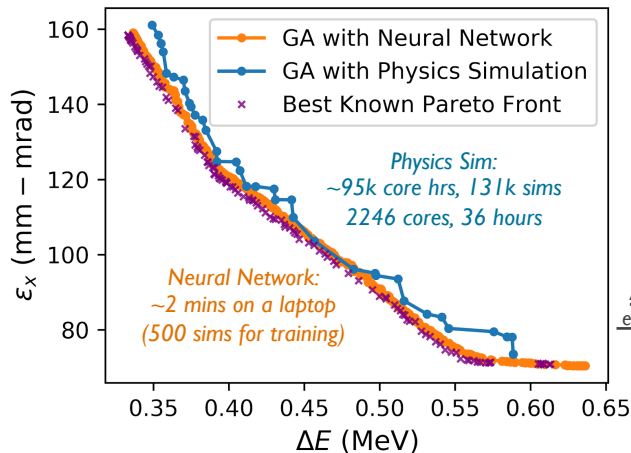 GA with Neural Network
GA with Physics Simulation
Best Known Pareto Front
Physics Sim:
~95k core hrs, 131k sims
2246 cores, 36 hours
Neural Network:
~2 mins on a laptop
(500 sims for training)
160
140
120
100
80
εx (mm − mrad)
0.35 0.40 0.45 0.50 0.55 0.60 0.65
ΔE (MeV)